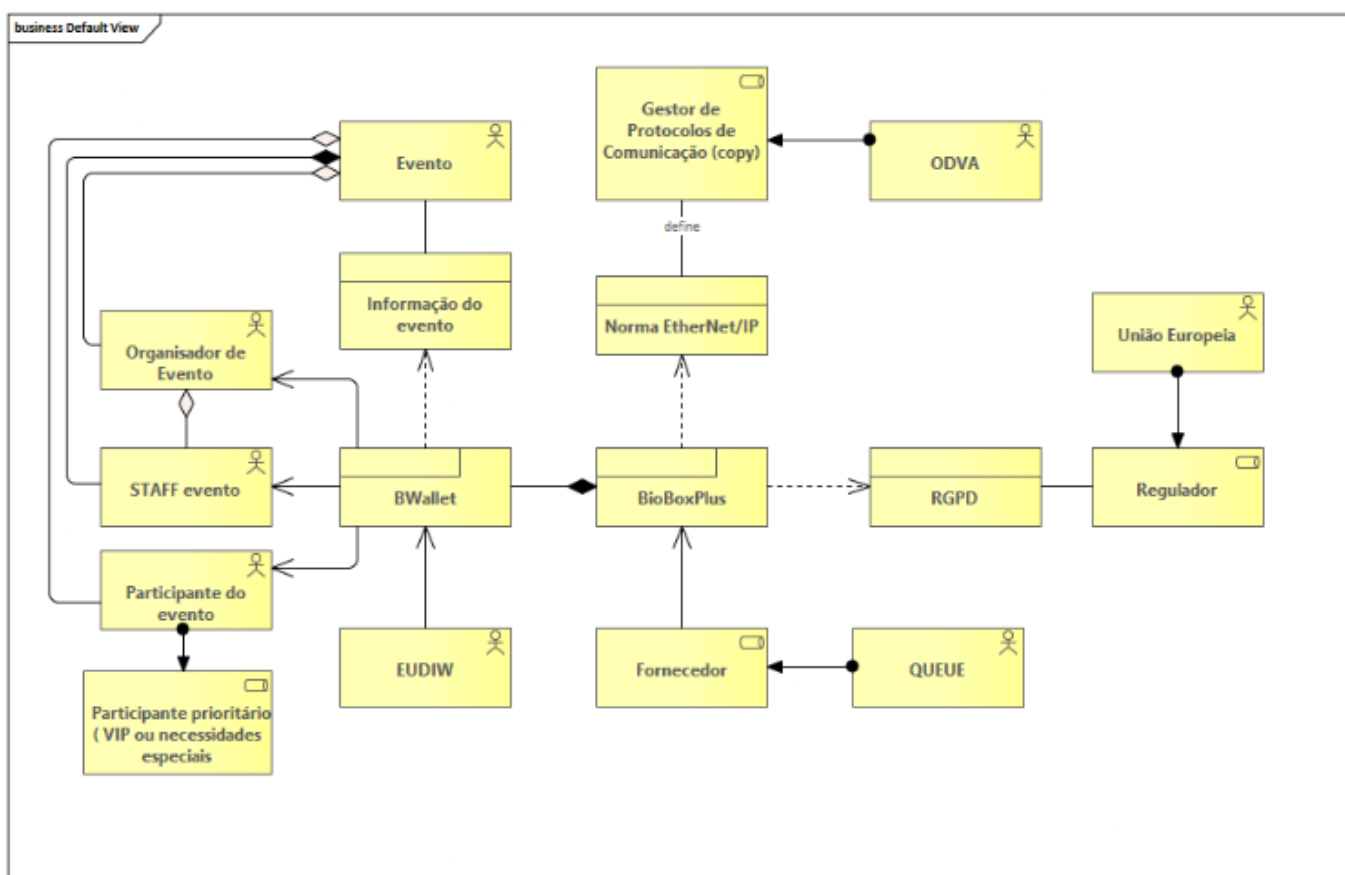 business Default View
Gestor de
Protocolos de
Comunicação (copy)
Evento
ODVA
define
Informação do
evento
Norma EtherNet/IP
União Europeia
Organisador de
Evento
STAFF evento
BWallet
BioBoxPlus
RGPD
Regulador
Participante do
evento
EUDIW
Fornecedor
QUEUE
Participante prioritário
( VIP ou necessidades
especiais